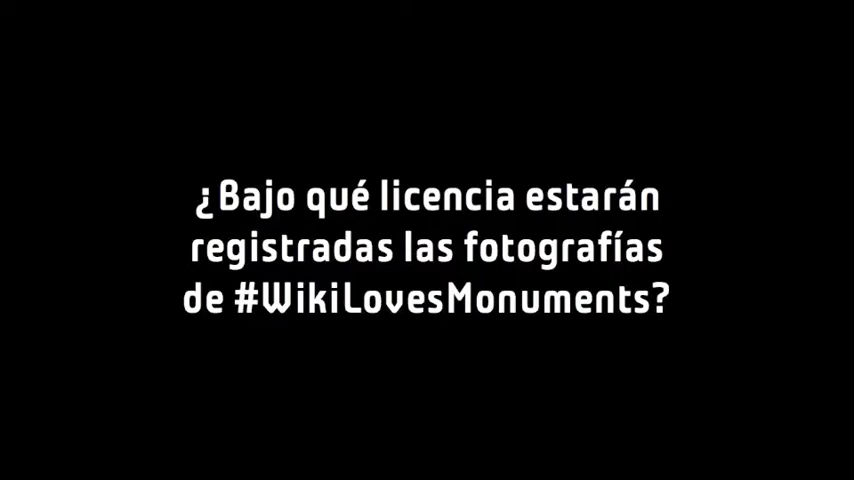 ¿Bajo qué licencia estarán
registradas las fotografías
de #WikiLovesMonuments?